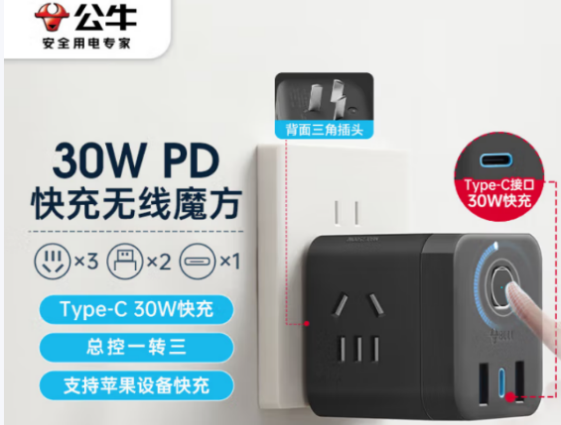 公牛
安全用电专家
背面三角插头
30W PD
快充无线魔方
×3 ×2 ×1
Type-C接口
30W快充
Type-C 30W快充
总控一转三
支持苹果设备快充